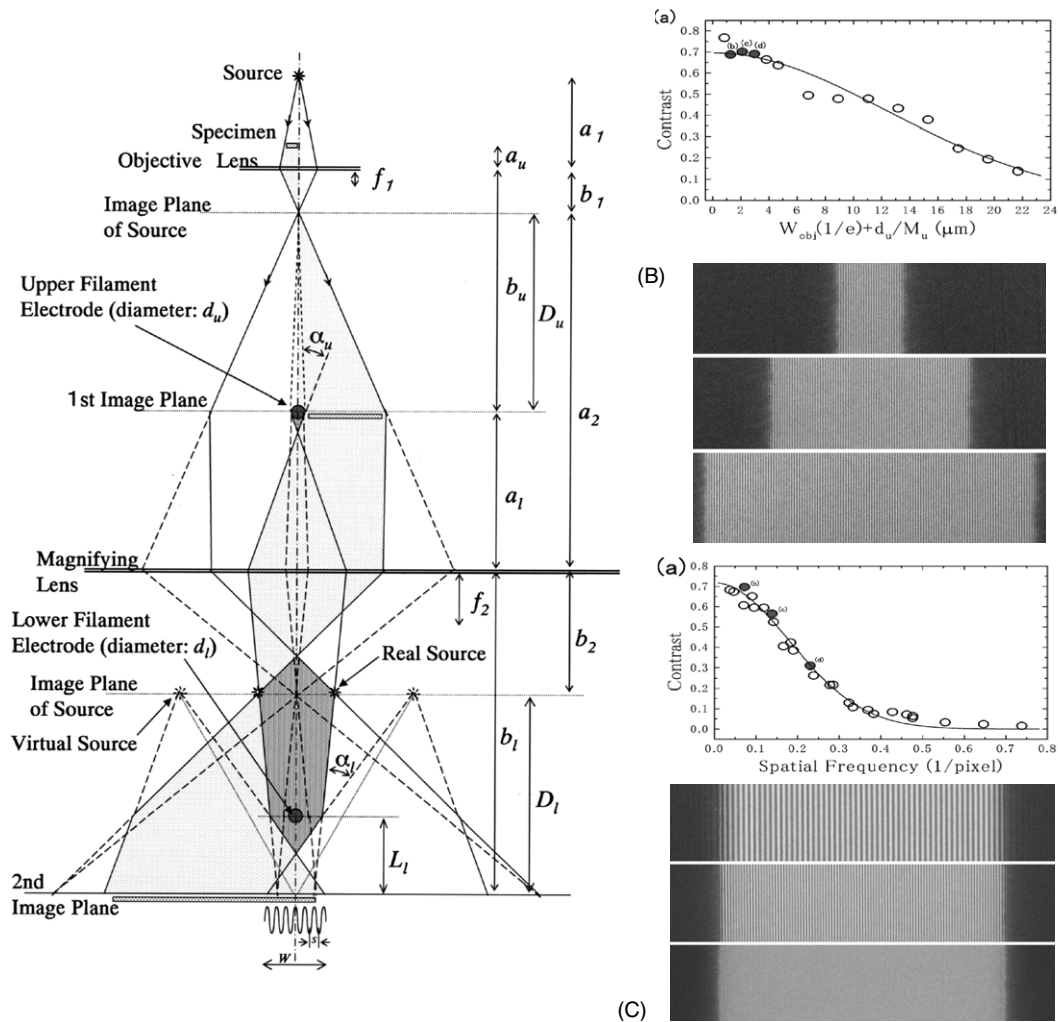 Source
Specimen
Objective Lens
a_u
f_1
a_1
b_1
Image Plane
of Source
Upper Filament
Electrode (diameter: d_u)
α_u
b_u
D_u
1st Image Plane
a_2
a_l
Magnifying
Lens
f_2
Lower Filament
Electrode (diameter: d_l)
Real Source
b_2
Image Plane
of Source
Virtual Source
α_l
b_l
D_l
L_l
2nd
Image Plane
s
w
(a)
Contrast
0.8
0.7
0.6
0.5
0.4
0.3
0.2
0.1
0.0
(b) (c) (d)
0 2 4 6 8 10 12 14 16 18 20 22 24
W_obj(1/e)+d_u/M_u (μm)
(B)
(a)
Contrast
0.8
0.7
0.6
0.5
0.4
0.3
0.2
0.1
0.0
(b)
(c)
(d)
0.0 0.1 0.2 0.3 0.4 0.5 0.6 0.7 0.8
Spatial Frequency (1/pixel)
(C)